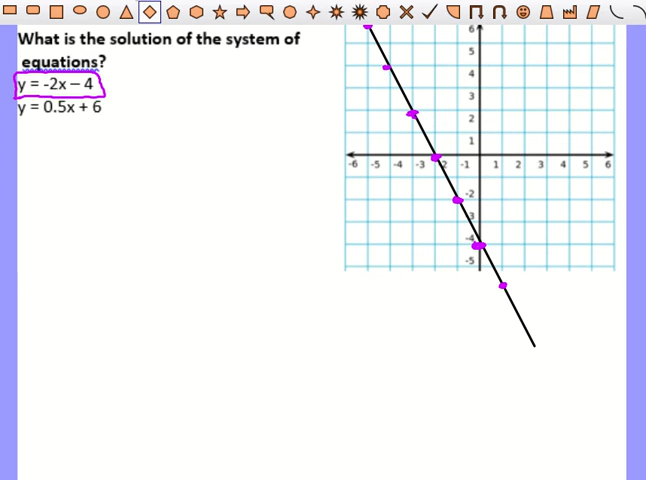 What is the solution of the system of
equations?
y = -2x – 4
y = 0.5x + 6
6
5
4
3
2
1
-6 -5 -4 -3 2 -1 1 2 3 4 5 6
-2
3
-4
-5